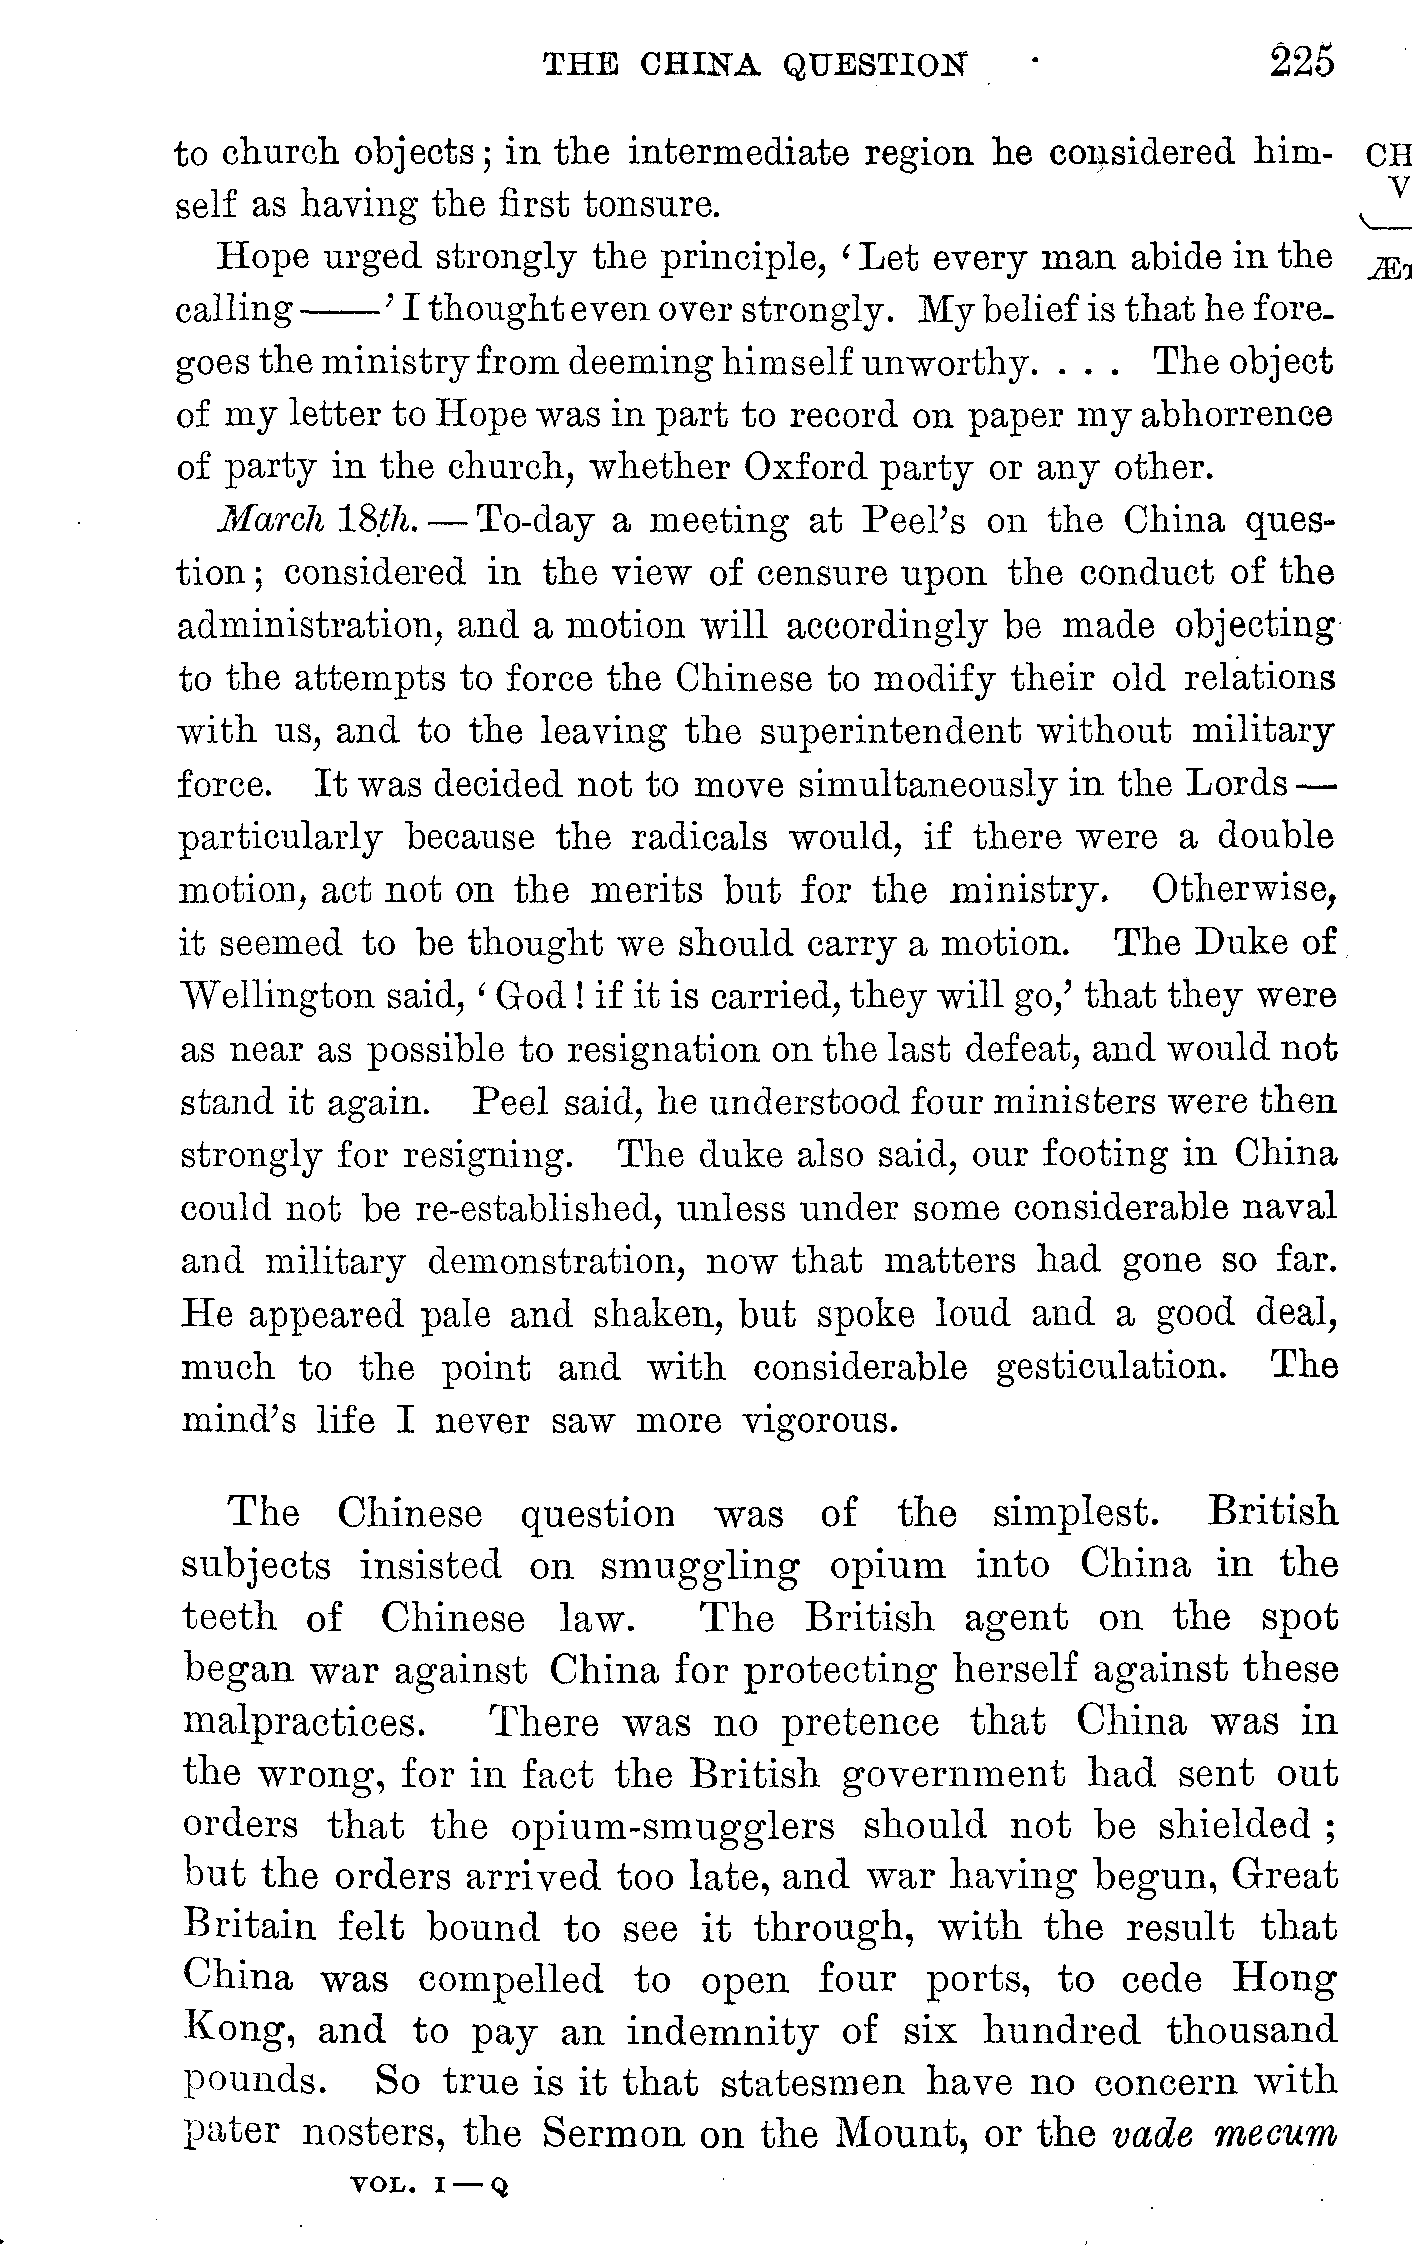 THE CHINA QUESTION 225
to church objects; in the intermediate region he considered him-
self as having the first tonsure.
Hope urged strongly the principle, ‘Let every man abide in the
calling——’ I thought even over strongly. My belief is that he fore-
goes the ministry from deeming himself unworthy. . . . The object
of my letter to Hope was in part to record on paper my abhorrence
of party in the church, whether Oxford party or any other.
March 18th. — To-day a meeting at Peel’s on the China ques-
tion; considered in the view of censure upon the conduct of the
administration, and a motion will accordingly be made objecting
to the attempts to force the Chinese to modify their old relations
with us, and to the leaving the superintendent without military
force. It was decided not to move simultaneously in the Lords —
particularly because the radicals would, if there were a double
motion, act not on the merits but for the ministry. Otherwise,
it seemed to be thought we should carry a motion. The Duke of
Wellington said, ‘God! if it is carried, they will go,’ that they were
as near as possible to resignation on the last defeat, and would not
stand it again. Peel said, he understood four ministers were then
strongly for resigning. The duke also said, our footing in China
could not be re-established, unless under some considerable naval
and military demonstration, now that matters had gone so far.
He appeared pale and shaken, but spoke loud and a good deal,
much to the point and with considerable gesticulation. The
mind’s life I never saw more vigorous.
The Chinese question was of the simplest. British
subjects insisted on smuggling opium into China in the
teeth of Chinese law. The British agent on the spot
began war against China for protecting herself against these
malpractices. There was no pretence that China was in
the wrong, for in fact the British government had sent out
orders that the opium-smugglers should not be shielded ;
but the orders arrived too late, and war having begun, Great
Britain felt bound to see it through, with the result that
China was compelled to open four ports, to cede Hong
Kong, and to pay an indemnity of six hundred thousand
pounds. So true is it that statesmen have no concern with
pater nosters, the Sermon on the Mount, or the vade mecum
VOL. I — Q
CH
V